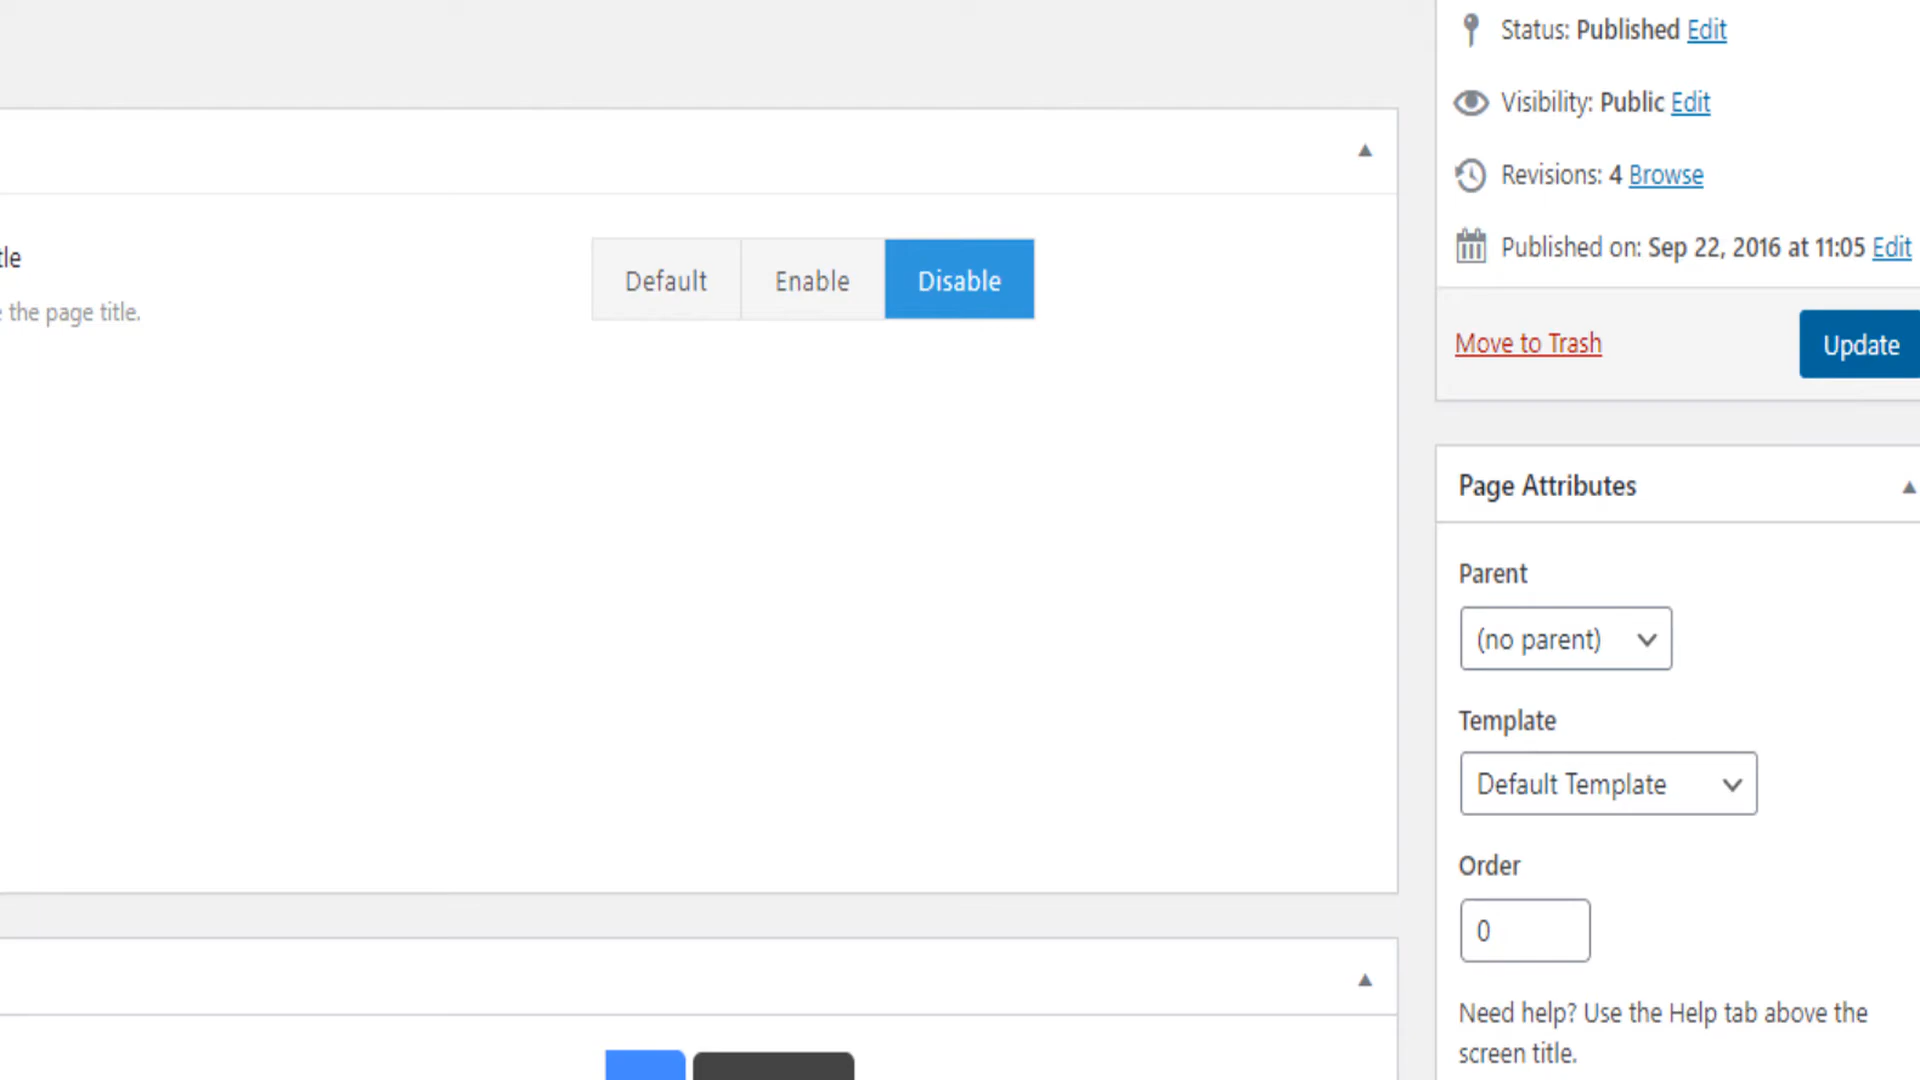 Status: Published Edit
Visibility: Public Edit
Revisions: 4 Browse
Published on: Sep 22, 2016 at 11:05 Edit
Move to Trash
Update
the page title.
Default
Enable
Disable
Page Attributes
Parent
(no parent)
Template
Default Template
Order
0
Need help? Use the Help tab above the
screen title.